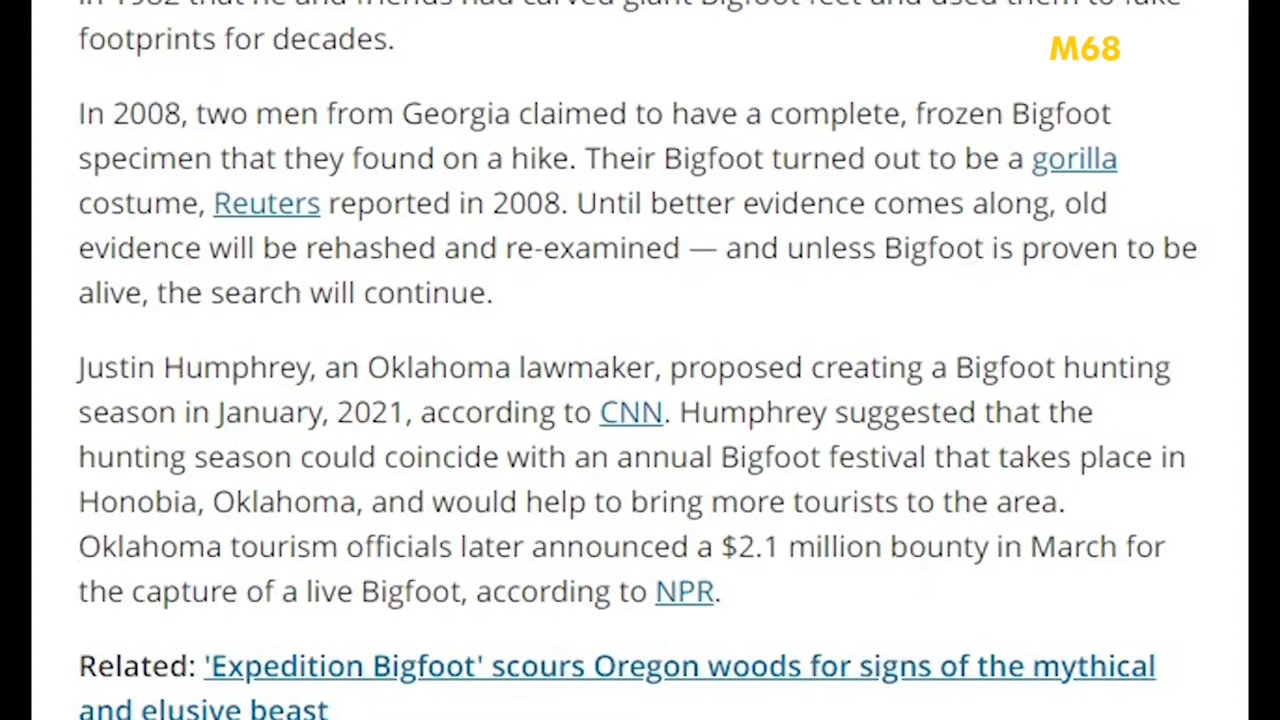 in 1982 that he and friends had carved giant Bigfoot feet and used them to fake
footprints for decades.
M68
In 2008, two men from Georgia claimed to have a complete, frozen Bigfoot
specimen that they found on a hike. Their Bigfoot turned out to be a gorilla
costume, Reuters reported in 2008. Until better evidence comes along, old
evidence will be rehashed and re-examined — and unless Bigfoot is proven to be
alive, the search will continue.
Justin Humphrey, an Oklahoma lawmaker, proposed creating a Bigfoot hunting
season in January, 2021, according to CNN. Humphrey suggested that the
hunting season could coincide with an annual Bigfoot festival that takes place in
Honobia, Oklahoma, and would help to bring more tourists to the area.
Oklahoma tourism officials later announced a $2.1 million bounty in March for
the capture of a live Bigfoot, according to NPR.
Related: 'Expedition Bigfoot' scours Oregon woods for signs of the mythical
and elusive beast